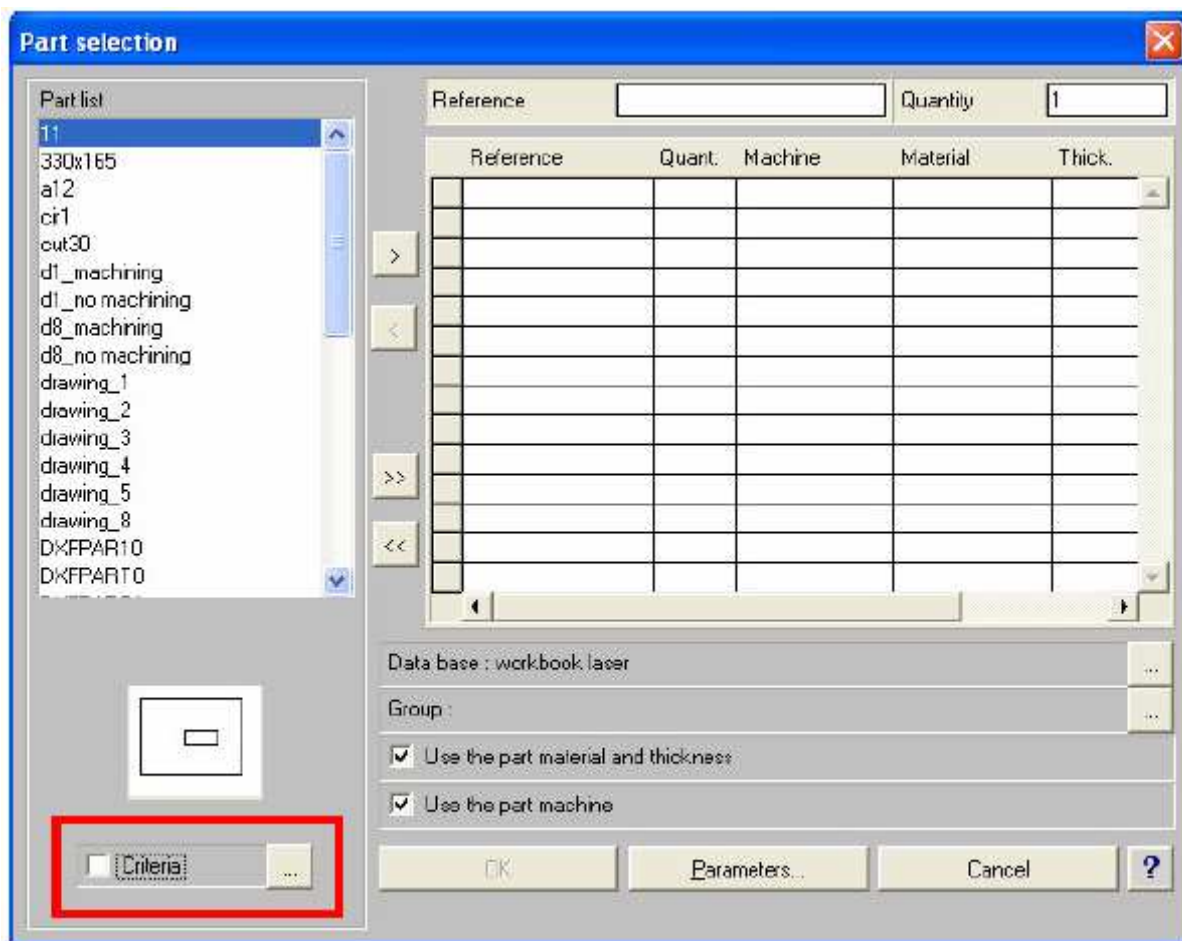 Part selection
Part list
11
330x165
a12
cir1
cut30
d1_machining
d1_no machining
d8_machining
d8_no machining
drawing_1
drawing_2
drawing_3
drawing_4
drawing_5
drawing_8
DXFPAR10
DXFPART0
Criteria
...
>
<
>>
<<
Reference
Quantity 1
Reference Quant. Machine Material Thick.
Data base : workbook laser ...
Group : ...
Use the part material and thickness
Use the part machine
OK Parameters... Cancel ?